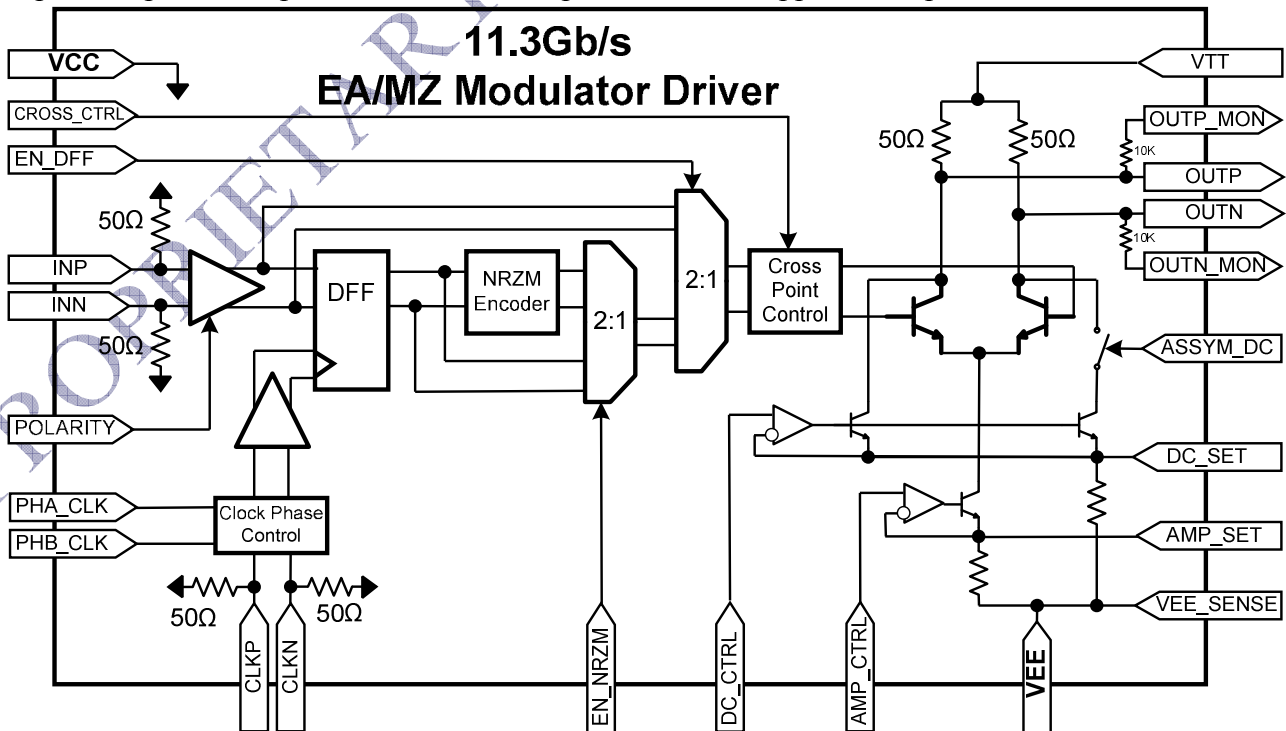 11.3Gb/s
EA/MZ Modulator Driver
VCC
CROSS_CTRL
EN_DFF
INP
INN
POLARITY
PHA_CLK
PHB_CLK
50Ω
50Ω
DFF
NRZM
Encoder
2:1
2:1
Cross
Point
Control
Clock Phase
Control
50Ω
50Ω
CLKP
CLKN
EN_NRZM
DC_CTRL
AMP_CTRL
VEE
50Ω
50Ω
10K
10K
VTT
OUTP_MON
OUTP
OUTN
OUTN_MON
ASSYM_DC
DC_SET
AMP_SET
VEE_SENSE